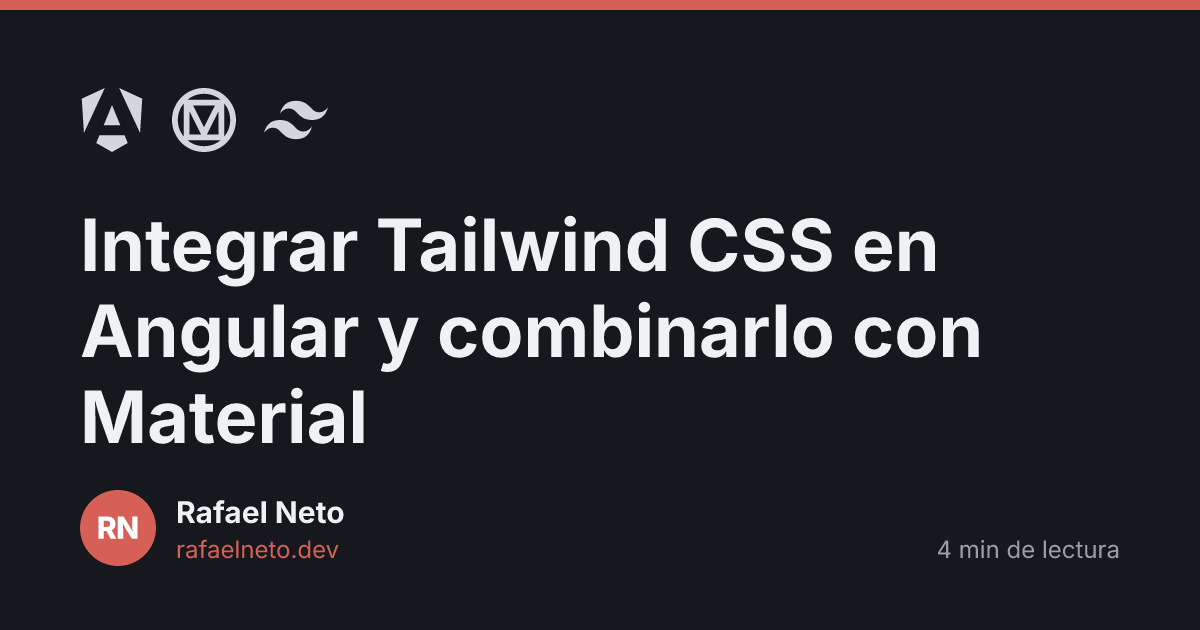 Integrar Tailwind CSS en
Angular y combinarlo con
Material
RN
Rafael Neto
rafaelneto.dev
4 min de lectura